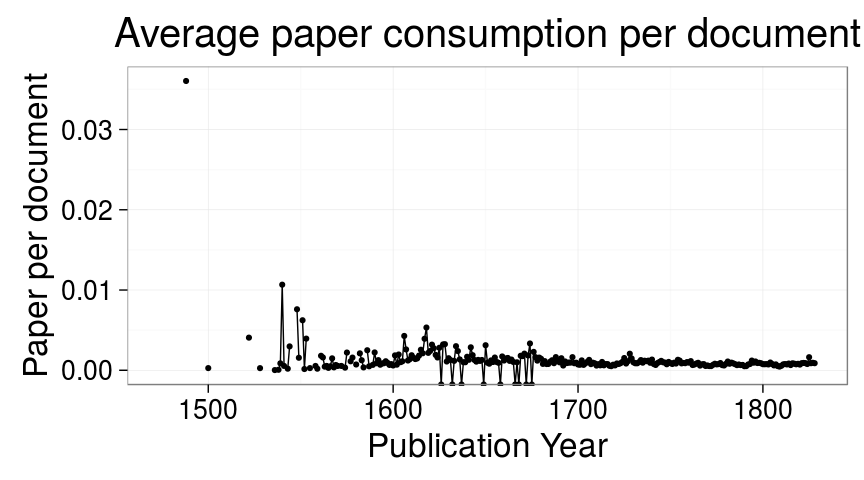 Average paper consumption per document
Paper per document
0.03
0.02
0.01
0.00
1500 1600 1700 1800
Publication Year